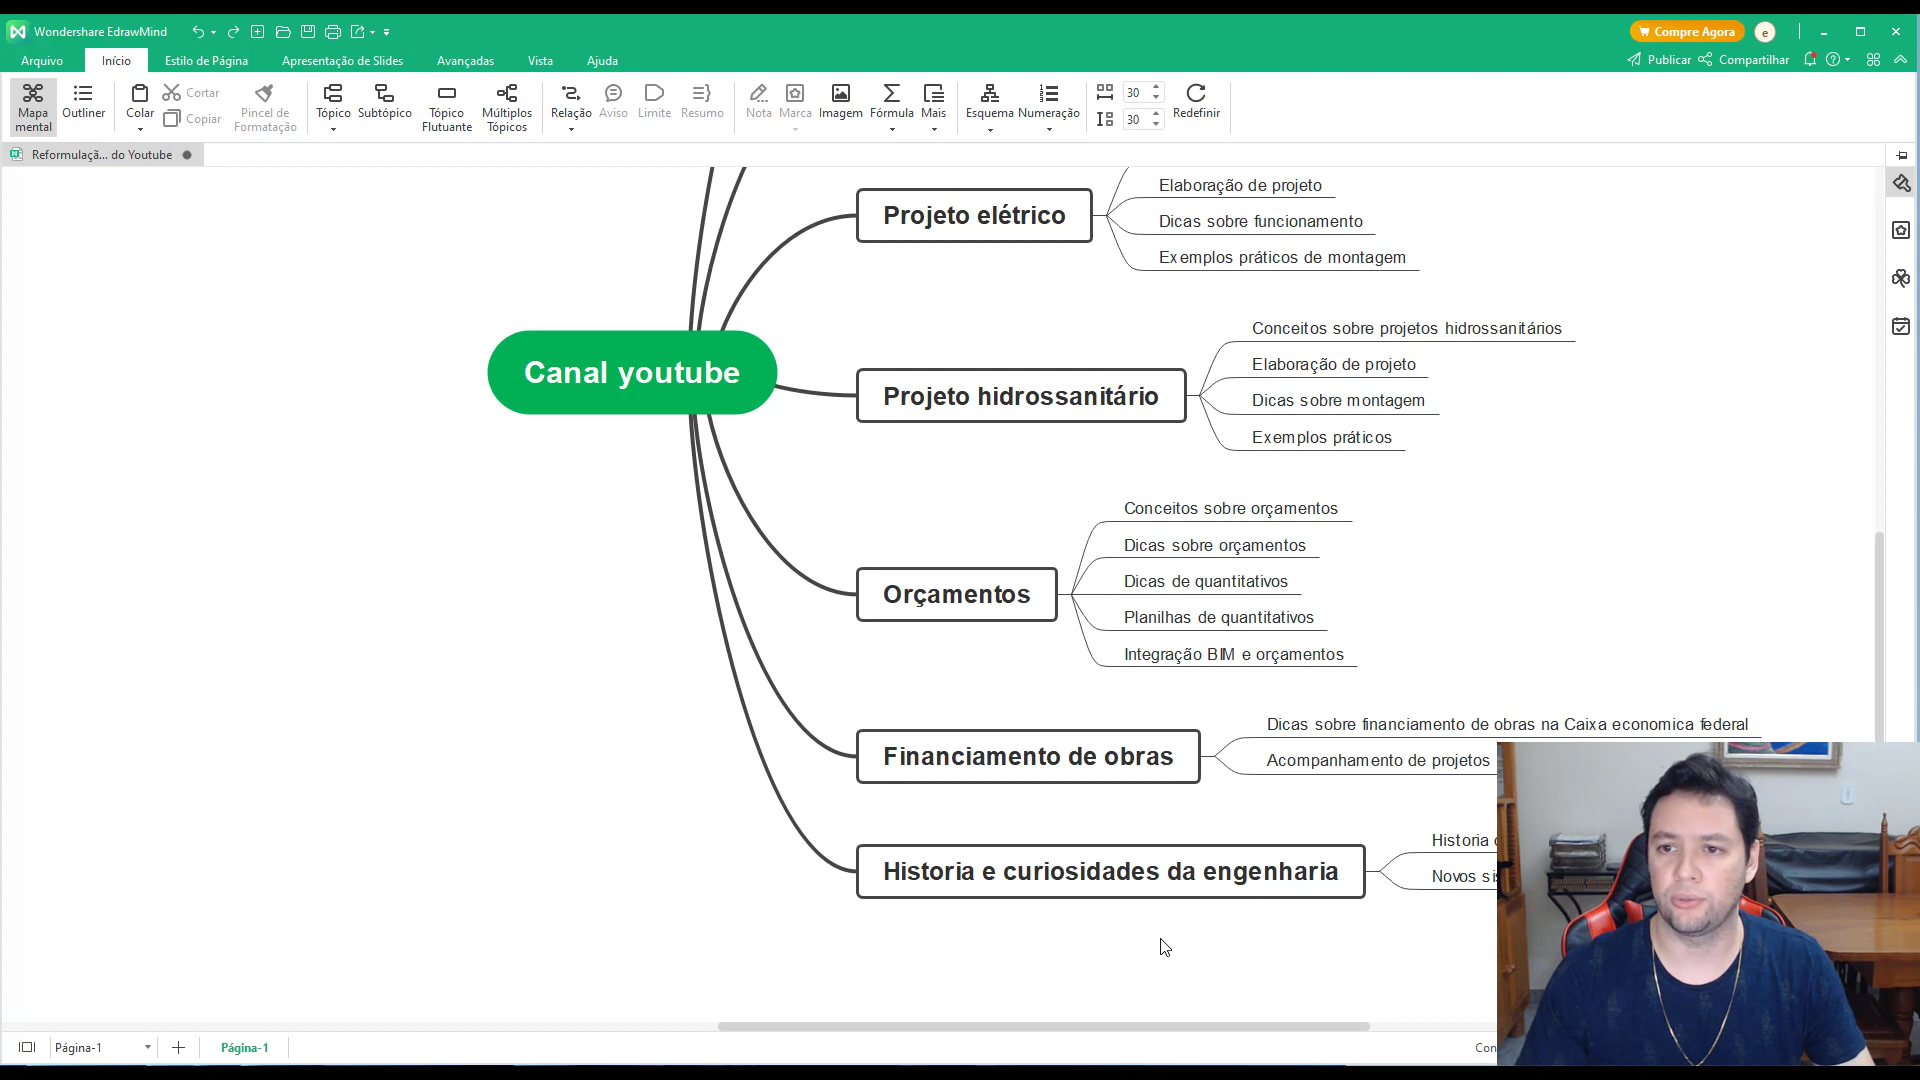 Wondershare EdrawMind
Compre Agora
e
Arquivo
Início
Estilo de Página
Apresentação de Slides
Avançadas
Vista
Ajuda
Publicar
Compartilhar
Mapa mental
Outliner
Colar
Cortar
Copiar
Pincel de Formatação
Tópico
Subtópico
Tópico Flutuante
Múltiplos Tópicos
Relação
Aviso
Limite
Resumo
Nota
Marca
Imagem
Fórmula
Mais
Esquema
Numeração
30
30
Redefinir
Reformulaçã... do Youtube
Canal youtube
Projeto elétrico
Elaboração de projeto
Dicas sobre funcionamento
Exemplos práticos de montagem
Projeto hidrossanitário
Conceitos sobre projetos hidrossanitários
Elaboração de projeto
Dicas sobre montagem
Exemplos práticos
Orçamentos
Conceitos sobre orçamentos
Dicas sobre orçamentos
Dicas de quantitativos
Planilhas de quantitativos
Integração BIM e orçamentos
Financiamento de obras
Dicas sobre financiamento de obras na Caixa economica federal
Acompanhamento de projetos
Historia e curiosidades da engenharia
Historia
Novos
Página-1
Página-1